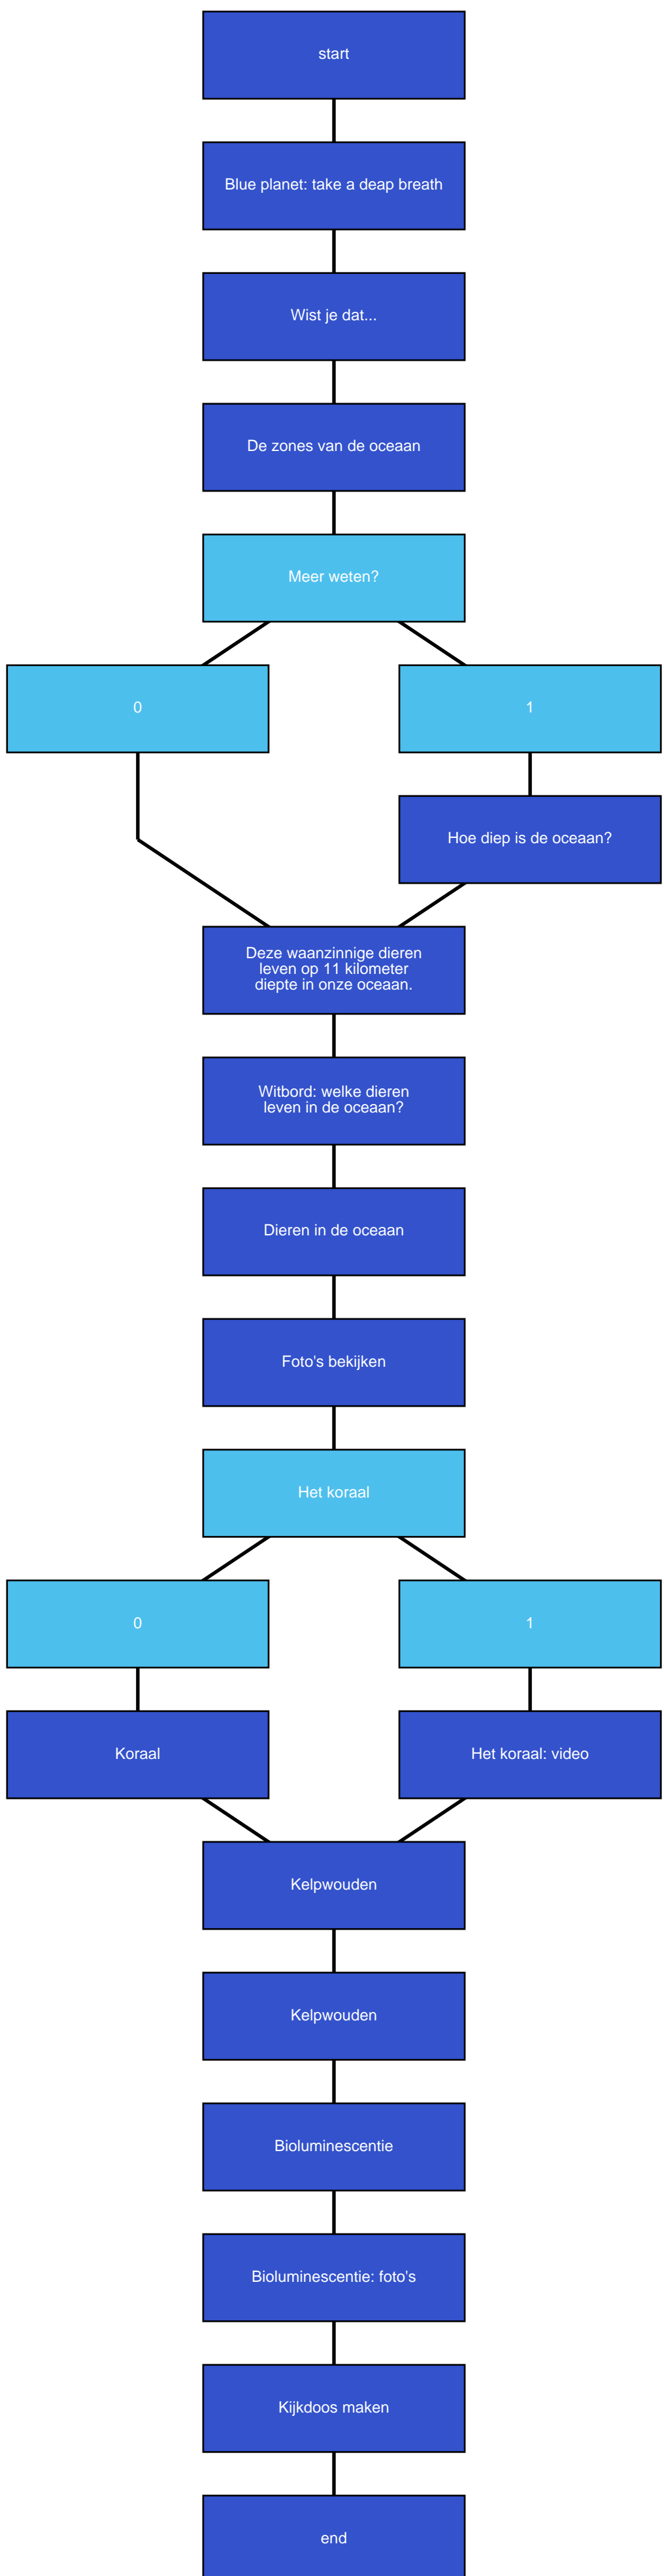 start
Blue planet: take a deap breath
Wist je dat...
De zones van de oceaan
Meer weten?
0
1
Hoe diep is de oceaan?
Deze waanzinnige dieren
leven op 11 kilometer
diepte in onze oceaan.
Witbord: welke dieren
leven in de oceaan?
Dieren in de oceaan
Foto's bekijken
Het koraal
0
1
Koraal
Het koraal: video
Kelpwouden
Kelpwouden
Bioluminescentie
Bioluminescentie: foto's
Kijkdoos maken
end